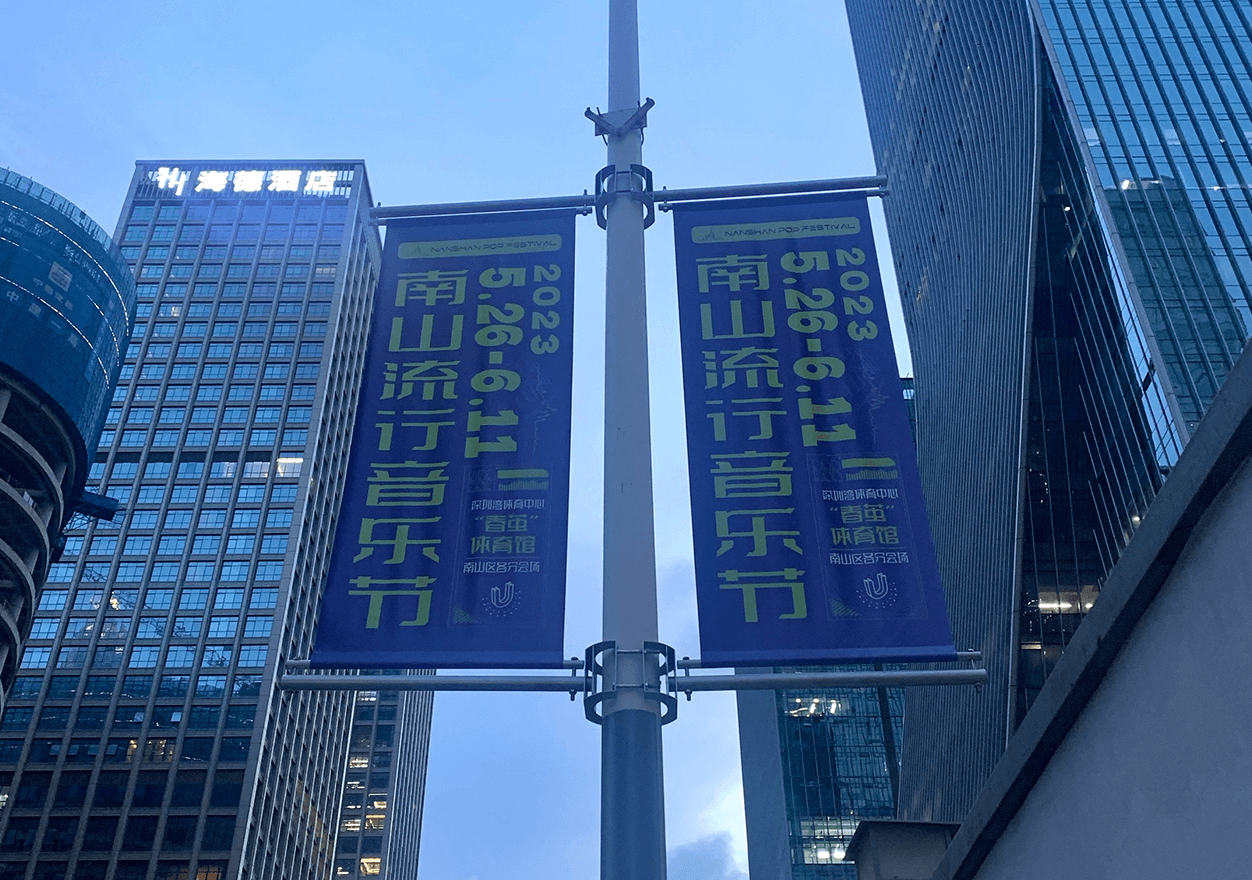 海德酒店
NANSHAN POP FESTIVAL
2023
5.26-6.11
南山流行音乐节
深圳湾体育中心
“春茧”
体育馆
南山区各分会场
NANSHAN POP FESTIVAL
2023
5.26-6.11
南山流行音乐节
深圳湾体育中心
“春茧”
体育馆
南山区各分会场